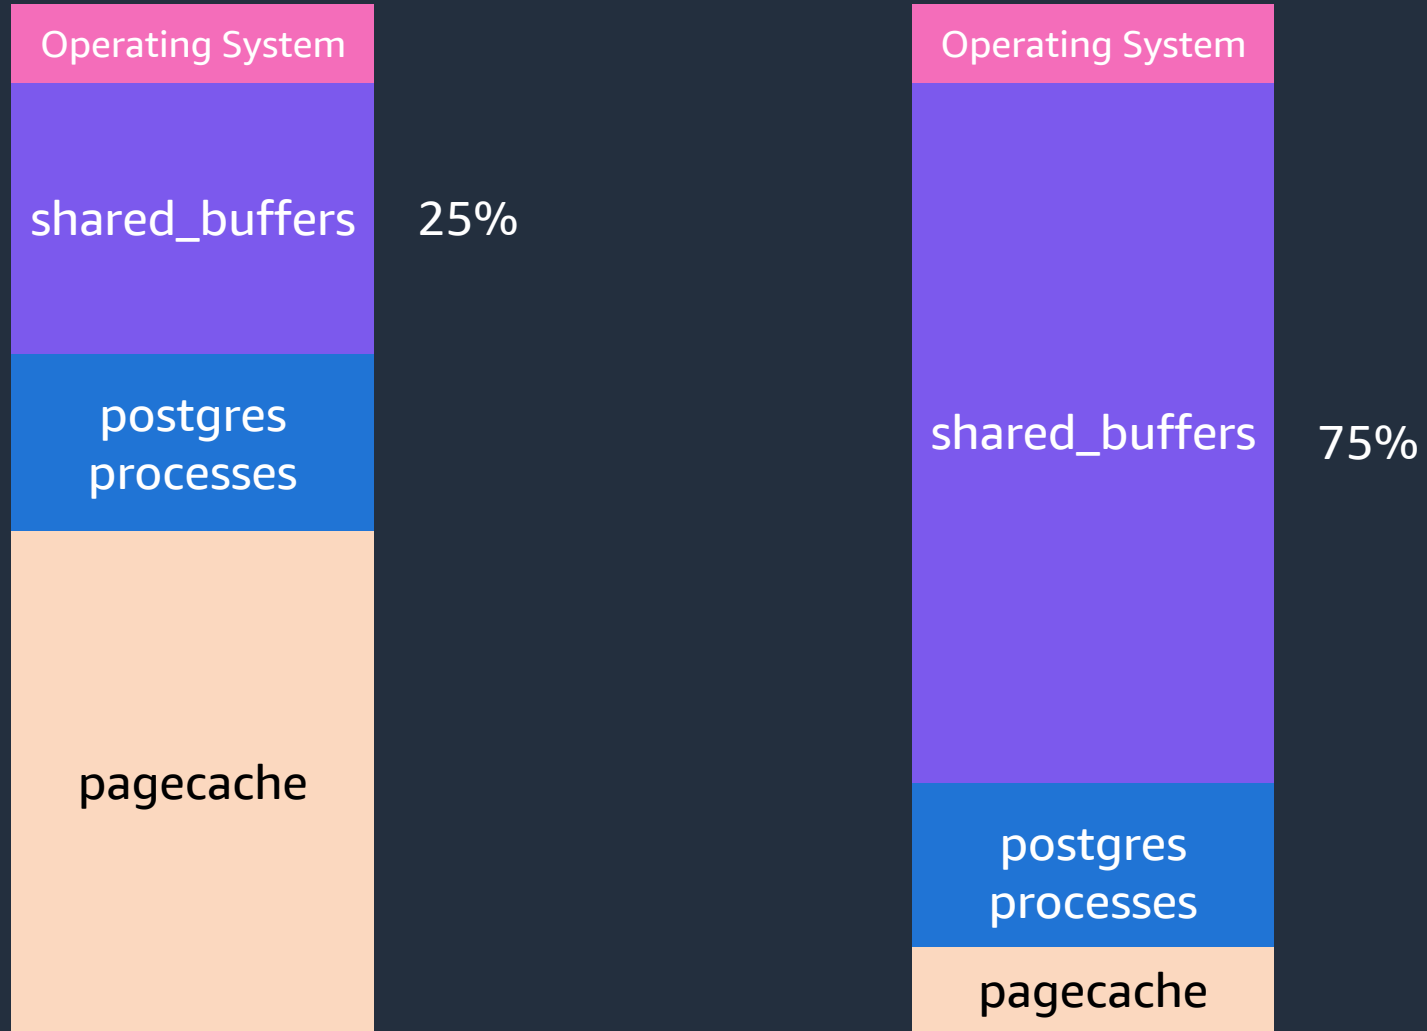 Operating System
shared_buffers
25%
postgres
processes
pagecache
Operating System
shared_buffers
75%
postgres
processes
pagecache